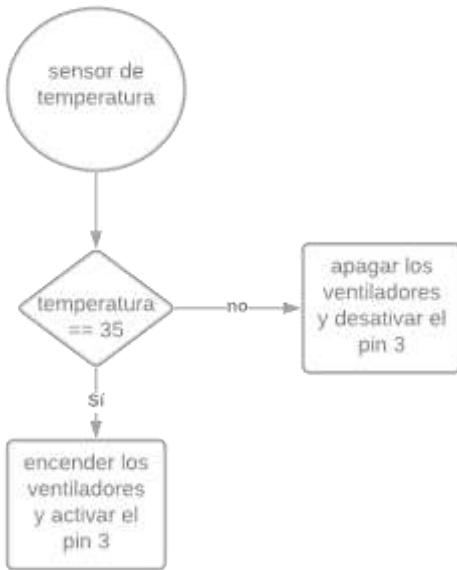 sensor de
temperatura
temperatura
== 35
no
apagar los
ventiladores
y desativar el
pin 3
Sí
encender los
ventiladores
y activar el
pin 3